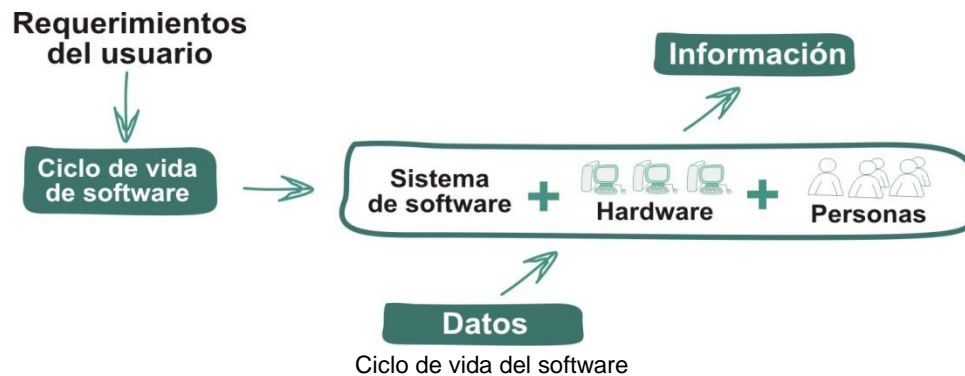 Requerimientos
del usuario
Información
Ciclo de vida
de software
Sistema
de software
+
Hardware
+
Personas
Datos
Ciclo de vida del software